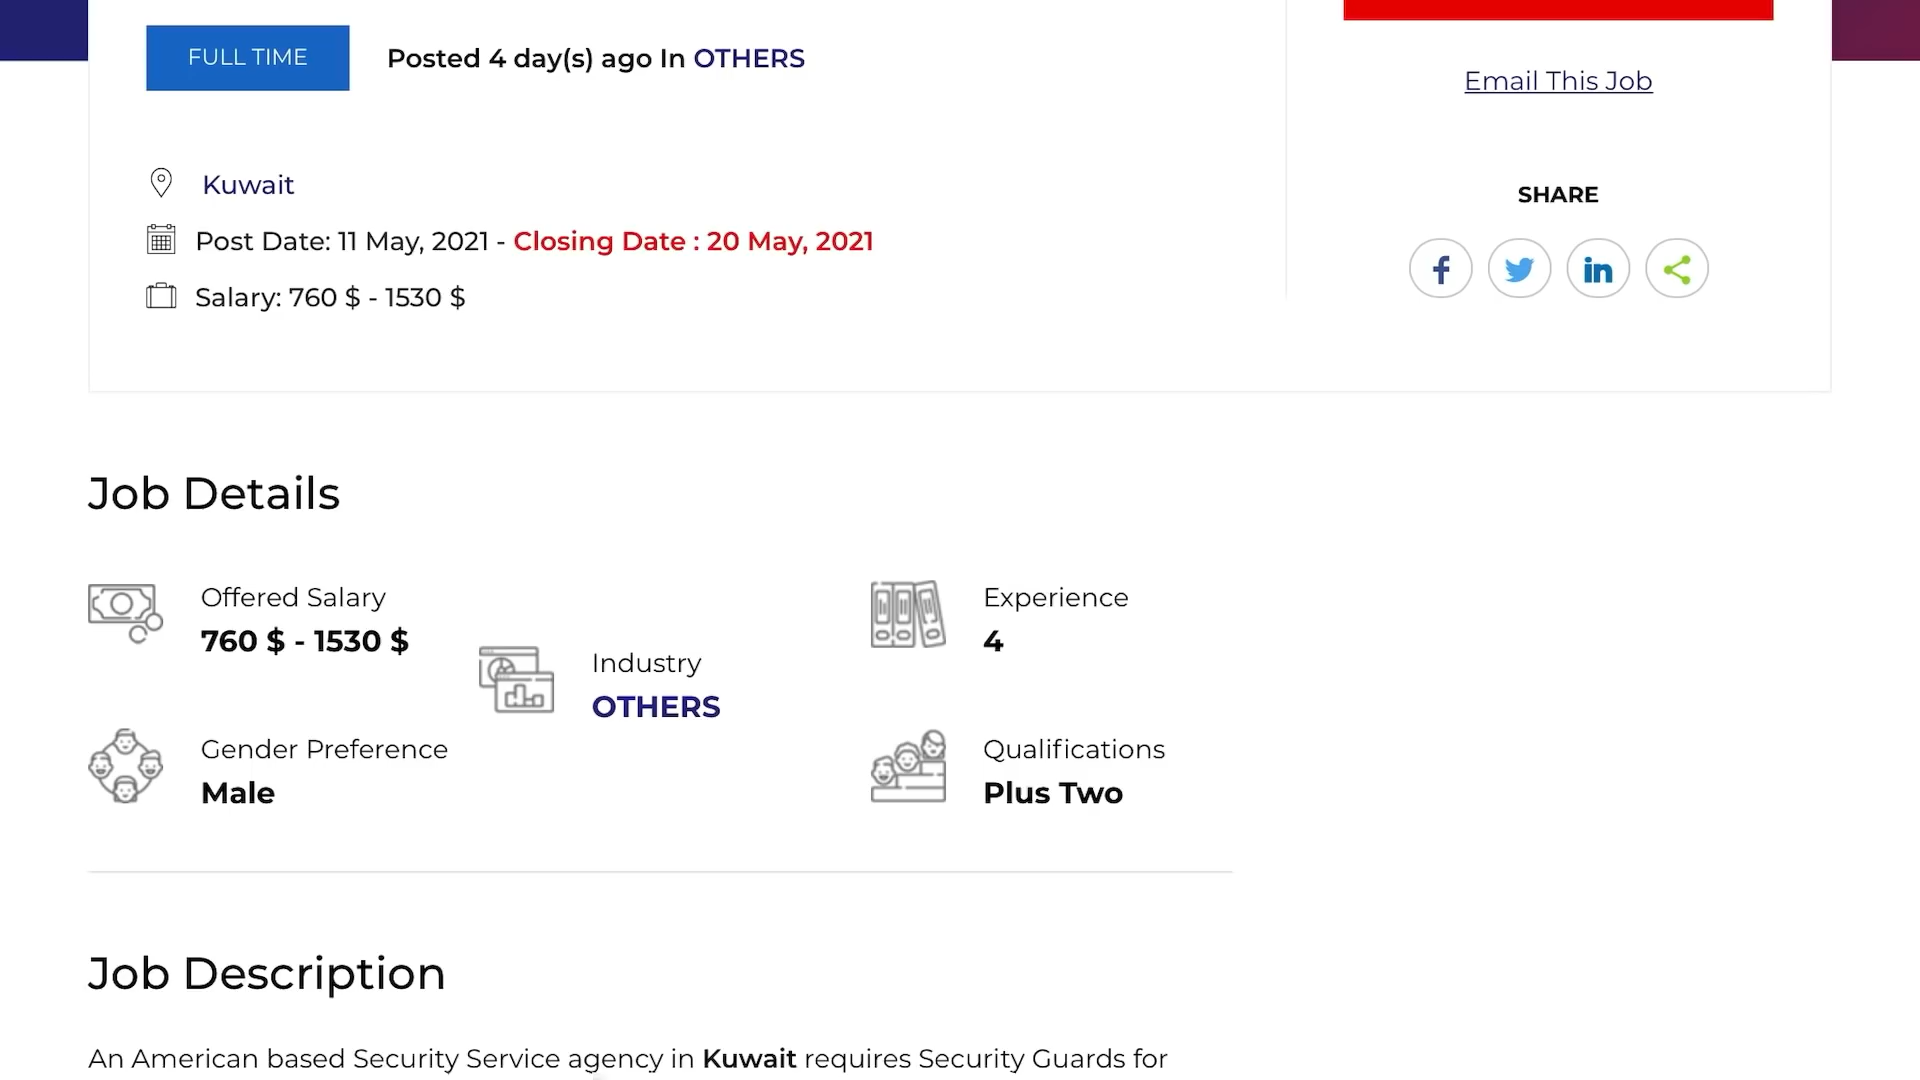 FULL TIME
Posted 4 day(s) ago In OTHERS
Kuwait
Post Date: 11 May, 2021 - Closing Date : 20 May, 2021
Salary: 760 $ - 1530 $
Email This Job
SHARE
f
in
Job Details
Offered Salary
760 $ - 1530 $
Industry
OTHERS
Experience
4
Gender Preference
Male
Qualifications
Plus Two
Job Description
An American based Security Service agency in Kuwait requires Security Guards for